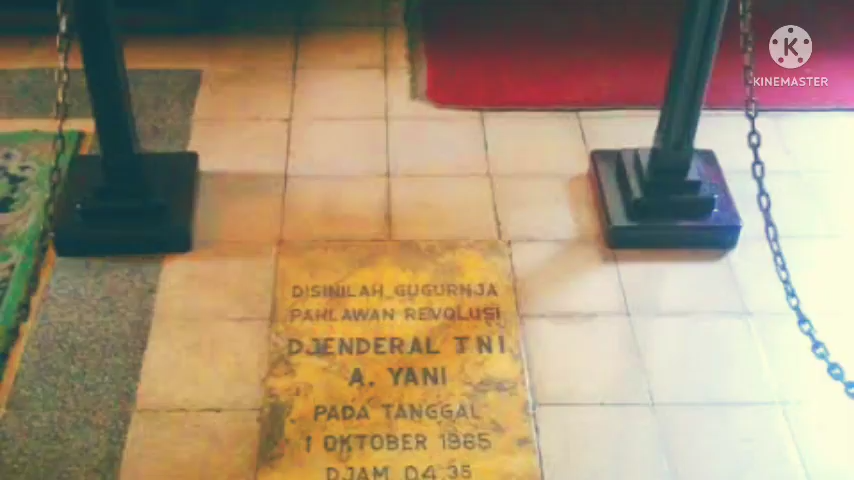 KINEMASTER
DISINILAH GUGURNJA
PAHLAWAN REVOLUSI
DJENDERAL TNI
A. YANI
PADA TANGGAL
1 OKTOBER 1965
DJAM 04.35